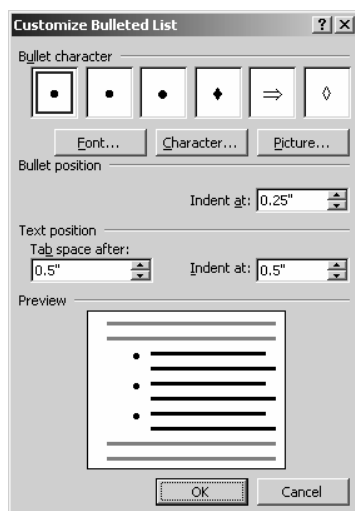 Customize Bulleted List
Bullet character
Font... Character... Picture...
Bullet position
Indent at: 0.25"
Text position
Tab space after:
0.5" Indent at: 0.5"
Preview
OK Cancel